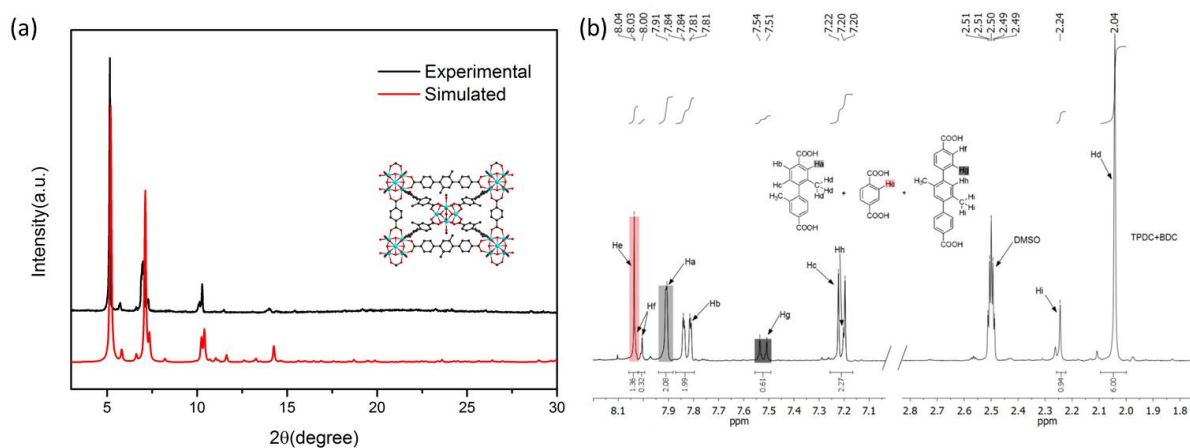 (a)
Experimental
Simulated
Intensity(a.u.)
5
10
15
20
25
30
2θ(degree)
(b)
8.04
8.03
8.00
7.91
7.84
7.84
7.81
7.81
7.54
7.51
7.22
7.20
7.20
2.51
2.51
2.50
2.49
2.49
2.24
2.04
COOH
Hb
Ha
Hc
Hd
C
Hd
Hd
H₃C
COOH
+
COOH
He
COOH
+
COOH
Hf
Hg
Hh
H₃C
Hi
C
Hi
Hi
COOH
Hd
TPDC+BDC
DMSO
He
Hf
Ha
Hb
Hg
Hc
Hh
Hi
1.36
0.32
2.08
1.99
0.61
2.27
0.94
6.00
8.1
8.0
7.9
7.8
7.7
7.6
7.5
7.4
7.3
7.2
7.1
ppm
2.8
2.7
2.6
2.5
2.4
2.3
2.2
2.1
2.0
1.9
1.8
ppm